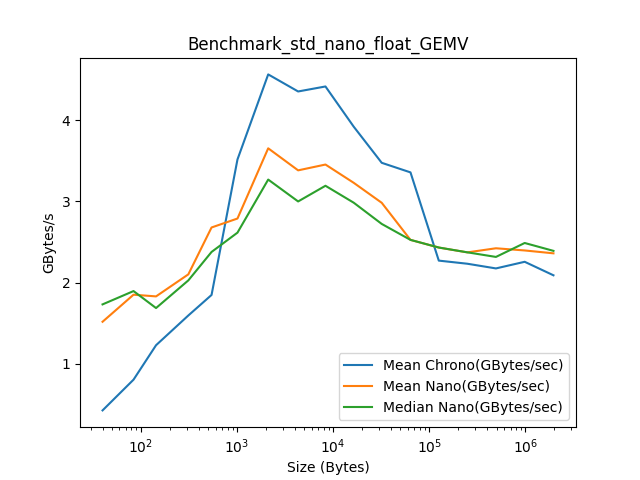 Benchmark_std_nano_float_GEMV
GBytes/s
4
3
2
1
Mean Chrono(GBytes/sec)
Mean Nano(GBytes/sec)
Median Nano(GBytes/sec)
10² 10³ 10⁴ 10⁵ 10⁶
Size (Bytes)